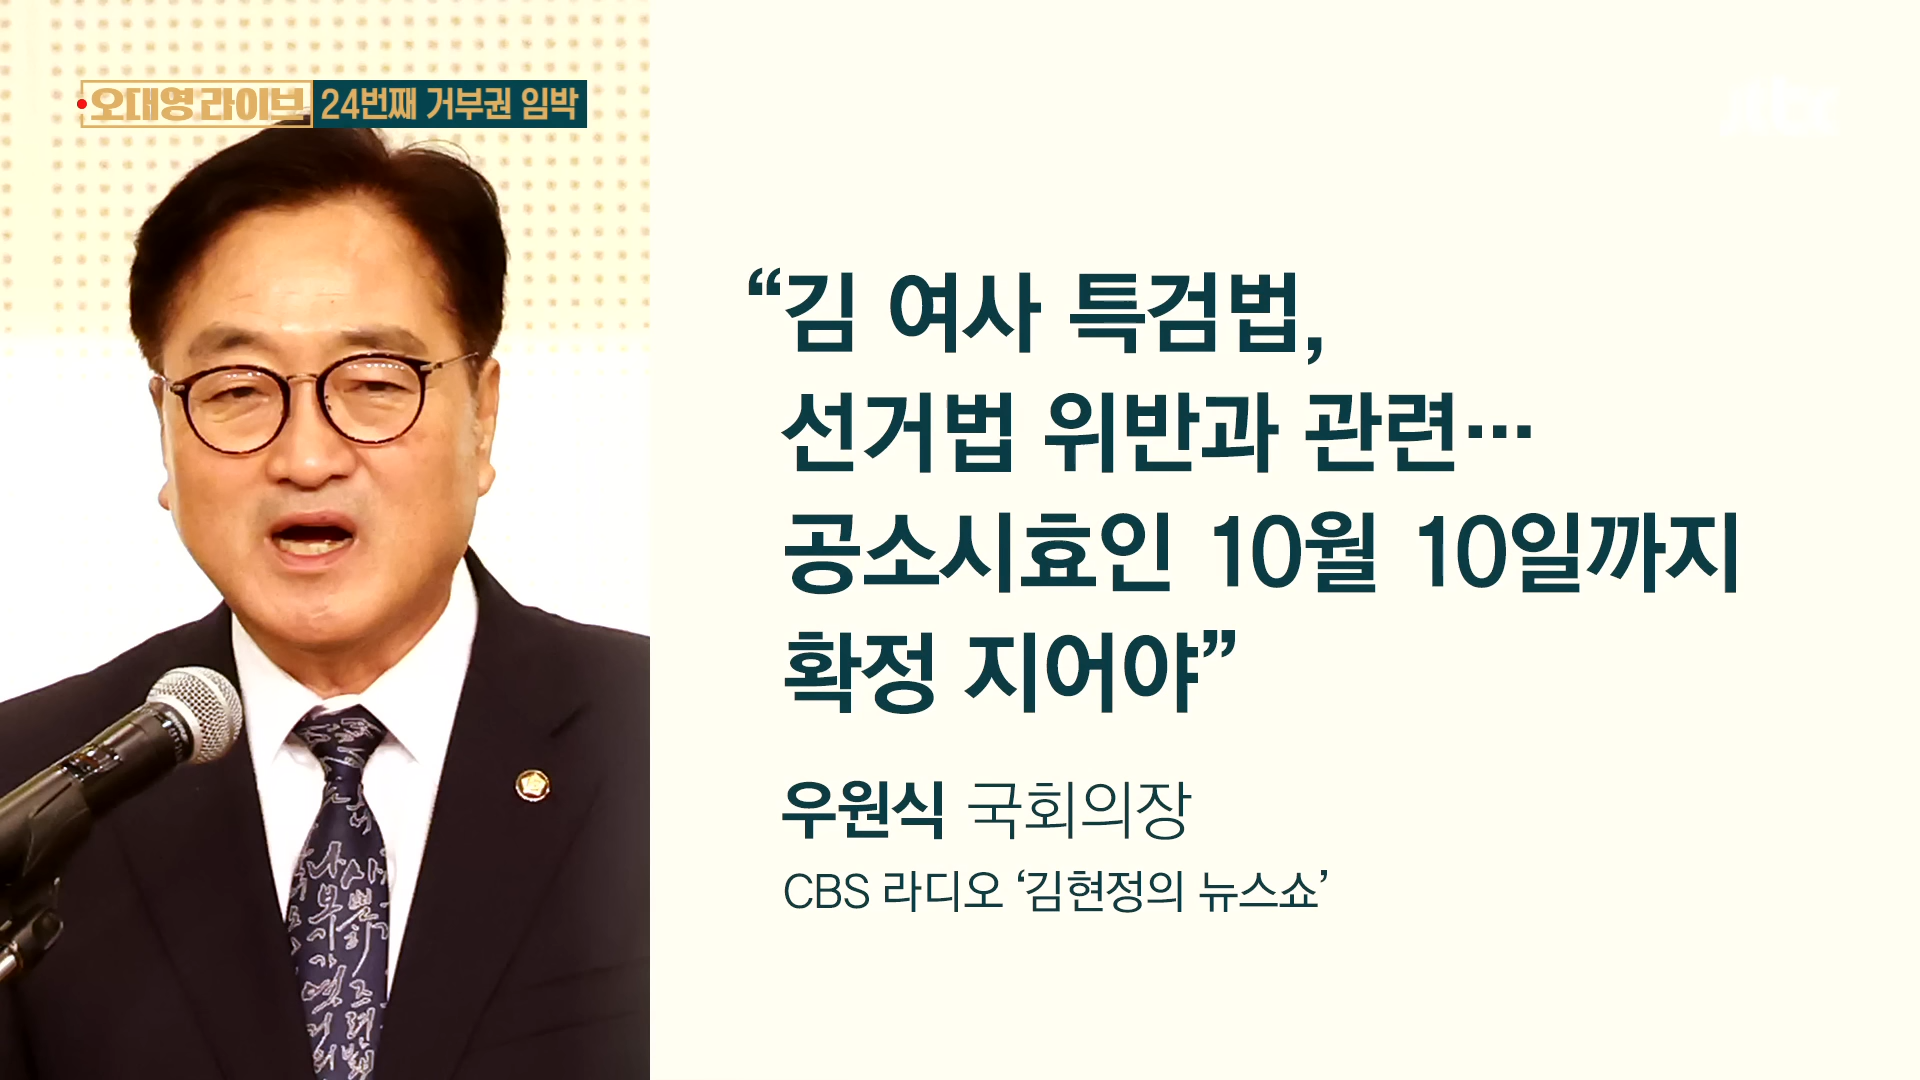 오대영 라이브 24번째 거부권 임박
jtbc
“김 여사 특검법,
선거법 위반과 관련…
공소시효인 10월 10일까지
확정 지어야”
우원식 국회의장
CBS 라디오 ‘김현정의 뉴스쇼’